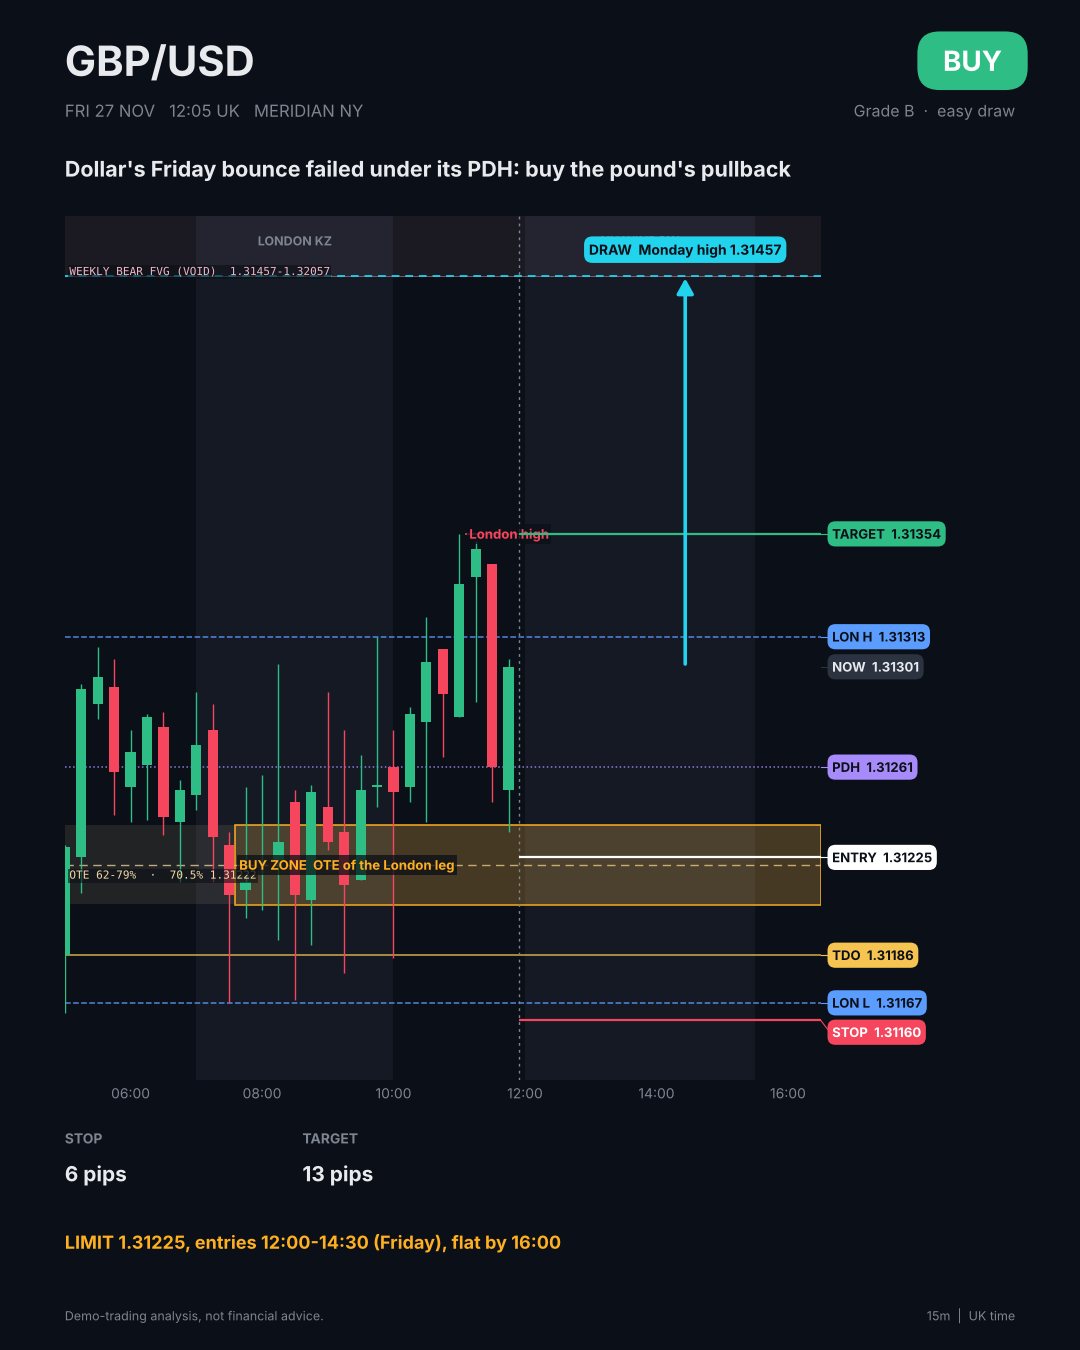 GBP/USD
BUY
FRI 27 NOV 12:05 UK MERIDIAN NY
Grade B · easy draw
Dollar's Friday bounce failed under its PDH: buy the pound's pullback
LONDON KZ
DRAW Monday high 1.31457
WEEKLY BEAR FVG (VOID) 1.31457-1.32057
London high
TARGET 1.31354
LON H 1.31313
NOW 1.31301
PDH 1.31261
ENTRY 1.31225
BUY ZONE OTE of the London leg
OTE 62-79% · 70.5% 1.31222
TDO 1.31186
LON L 1.31167
STOP 1.31160
06:00 08:00 10:00 12:00 14:00 16:00
STOP TARGET
6 pips 13 pips
LIMIT 1.31225, entries 12:00-14:30 (Friday), flat by 16:00
Demo-trading analysis, not financial advice.
15m | UK time